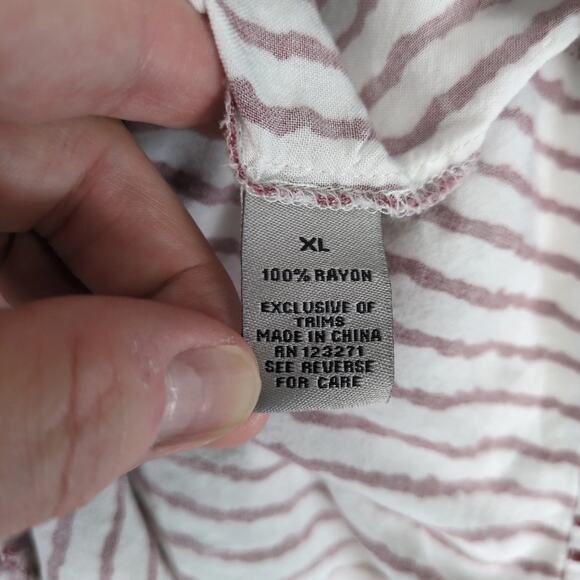 XL
100% RAYON
EXCLUSIVE OF
TRIMS
MADE IN CHINA
RN 123271
SEE REVERSE
FOR CARE